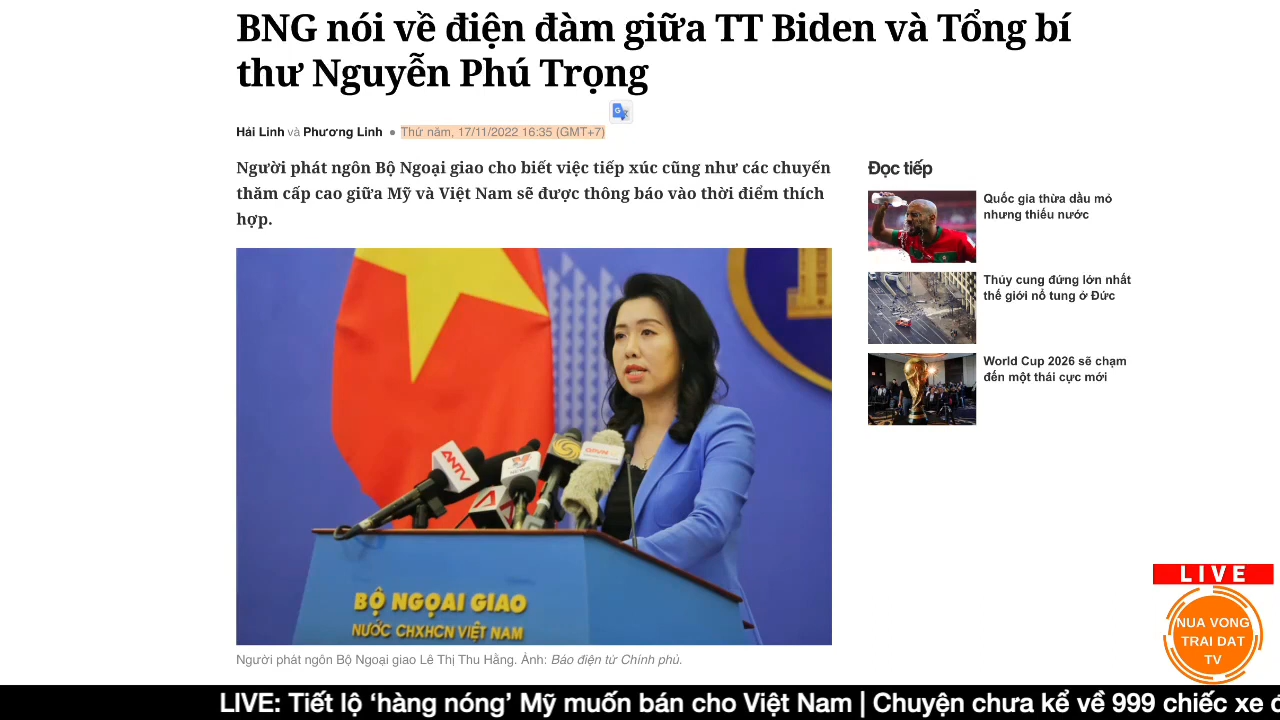 BNG nói về điện đàm giữa TT Biden và Tổng bí
thư Nguyễn Phú Trọng
Hải Linh và Phương Linh • Thứ năm, 17/11/2022 16:35 (GMT+7)
Người phát ngôn Bộ Ngoại giao cho biết việc tiếp xúc cũng như các chuyến
thăm cấp cao giữa Mỹ và Việt Nam sẽ được thông báo vào thời điểm thích
hợp.
Đọc tiếp
Quốc gia thừa dầu mỏ
nhưng thiếu nước
Thủy cung đứng lớn nhất
thế giới nổ tung ở Đức
World Cup 2026 sẽ chạm
đến một thái cực mới
ANTV
BỘ NGOẠI GIAO
NƯỚC CHXHCN VIỆT NAM
Người phát ngôn Bộ Ngoại giao Lê Thị Thu Hằng. Ảnh: Báo điện tử Chính phủ.
LIVE
NUA VONG
TRAI DAT
TV
LIVE: Tiết lộ ‘hàng nóng’ Mỹ muốn bán cho Việt Nam | Chuyện chưa kể về 999 chiếc xe